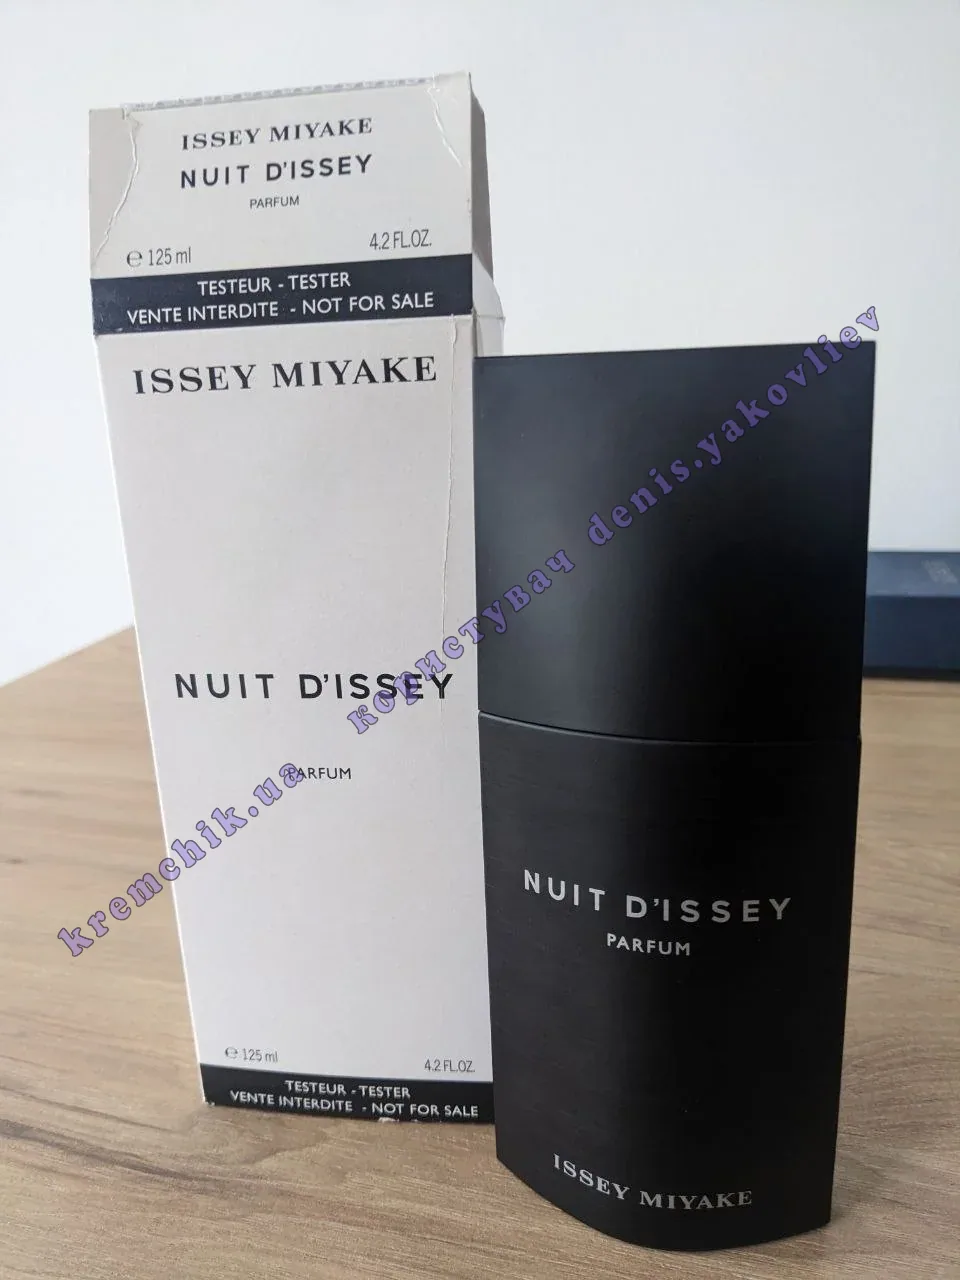 ISSEY MIYAKE
NUIT D'ISSEY
PARFUM
℮ 125 ml
4.2 FL.OZ.
TESTEUR - TESTER
VENTE INTERDITE - NOT FOR SALE
ISSEY MIYAKE
NUIT D'ISSEY
PARFUM
℮ 125 ml
4.2 FL.OZ.
TESTEUR - TESTER
VENTE INTERDITE - NOT FOR SALE
NUIT D'ISSEY
PARFUM
ISSEY MIYAKE
kremchik.ua користувач denis.yakovliev